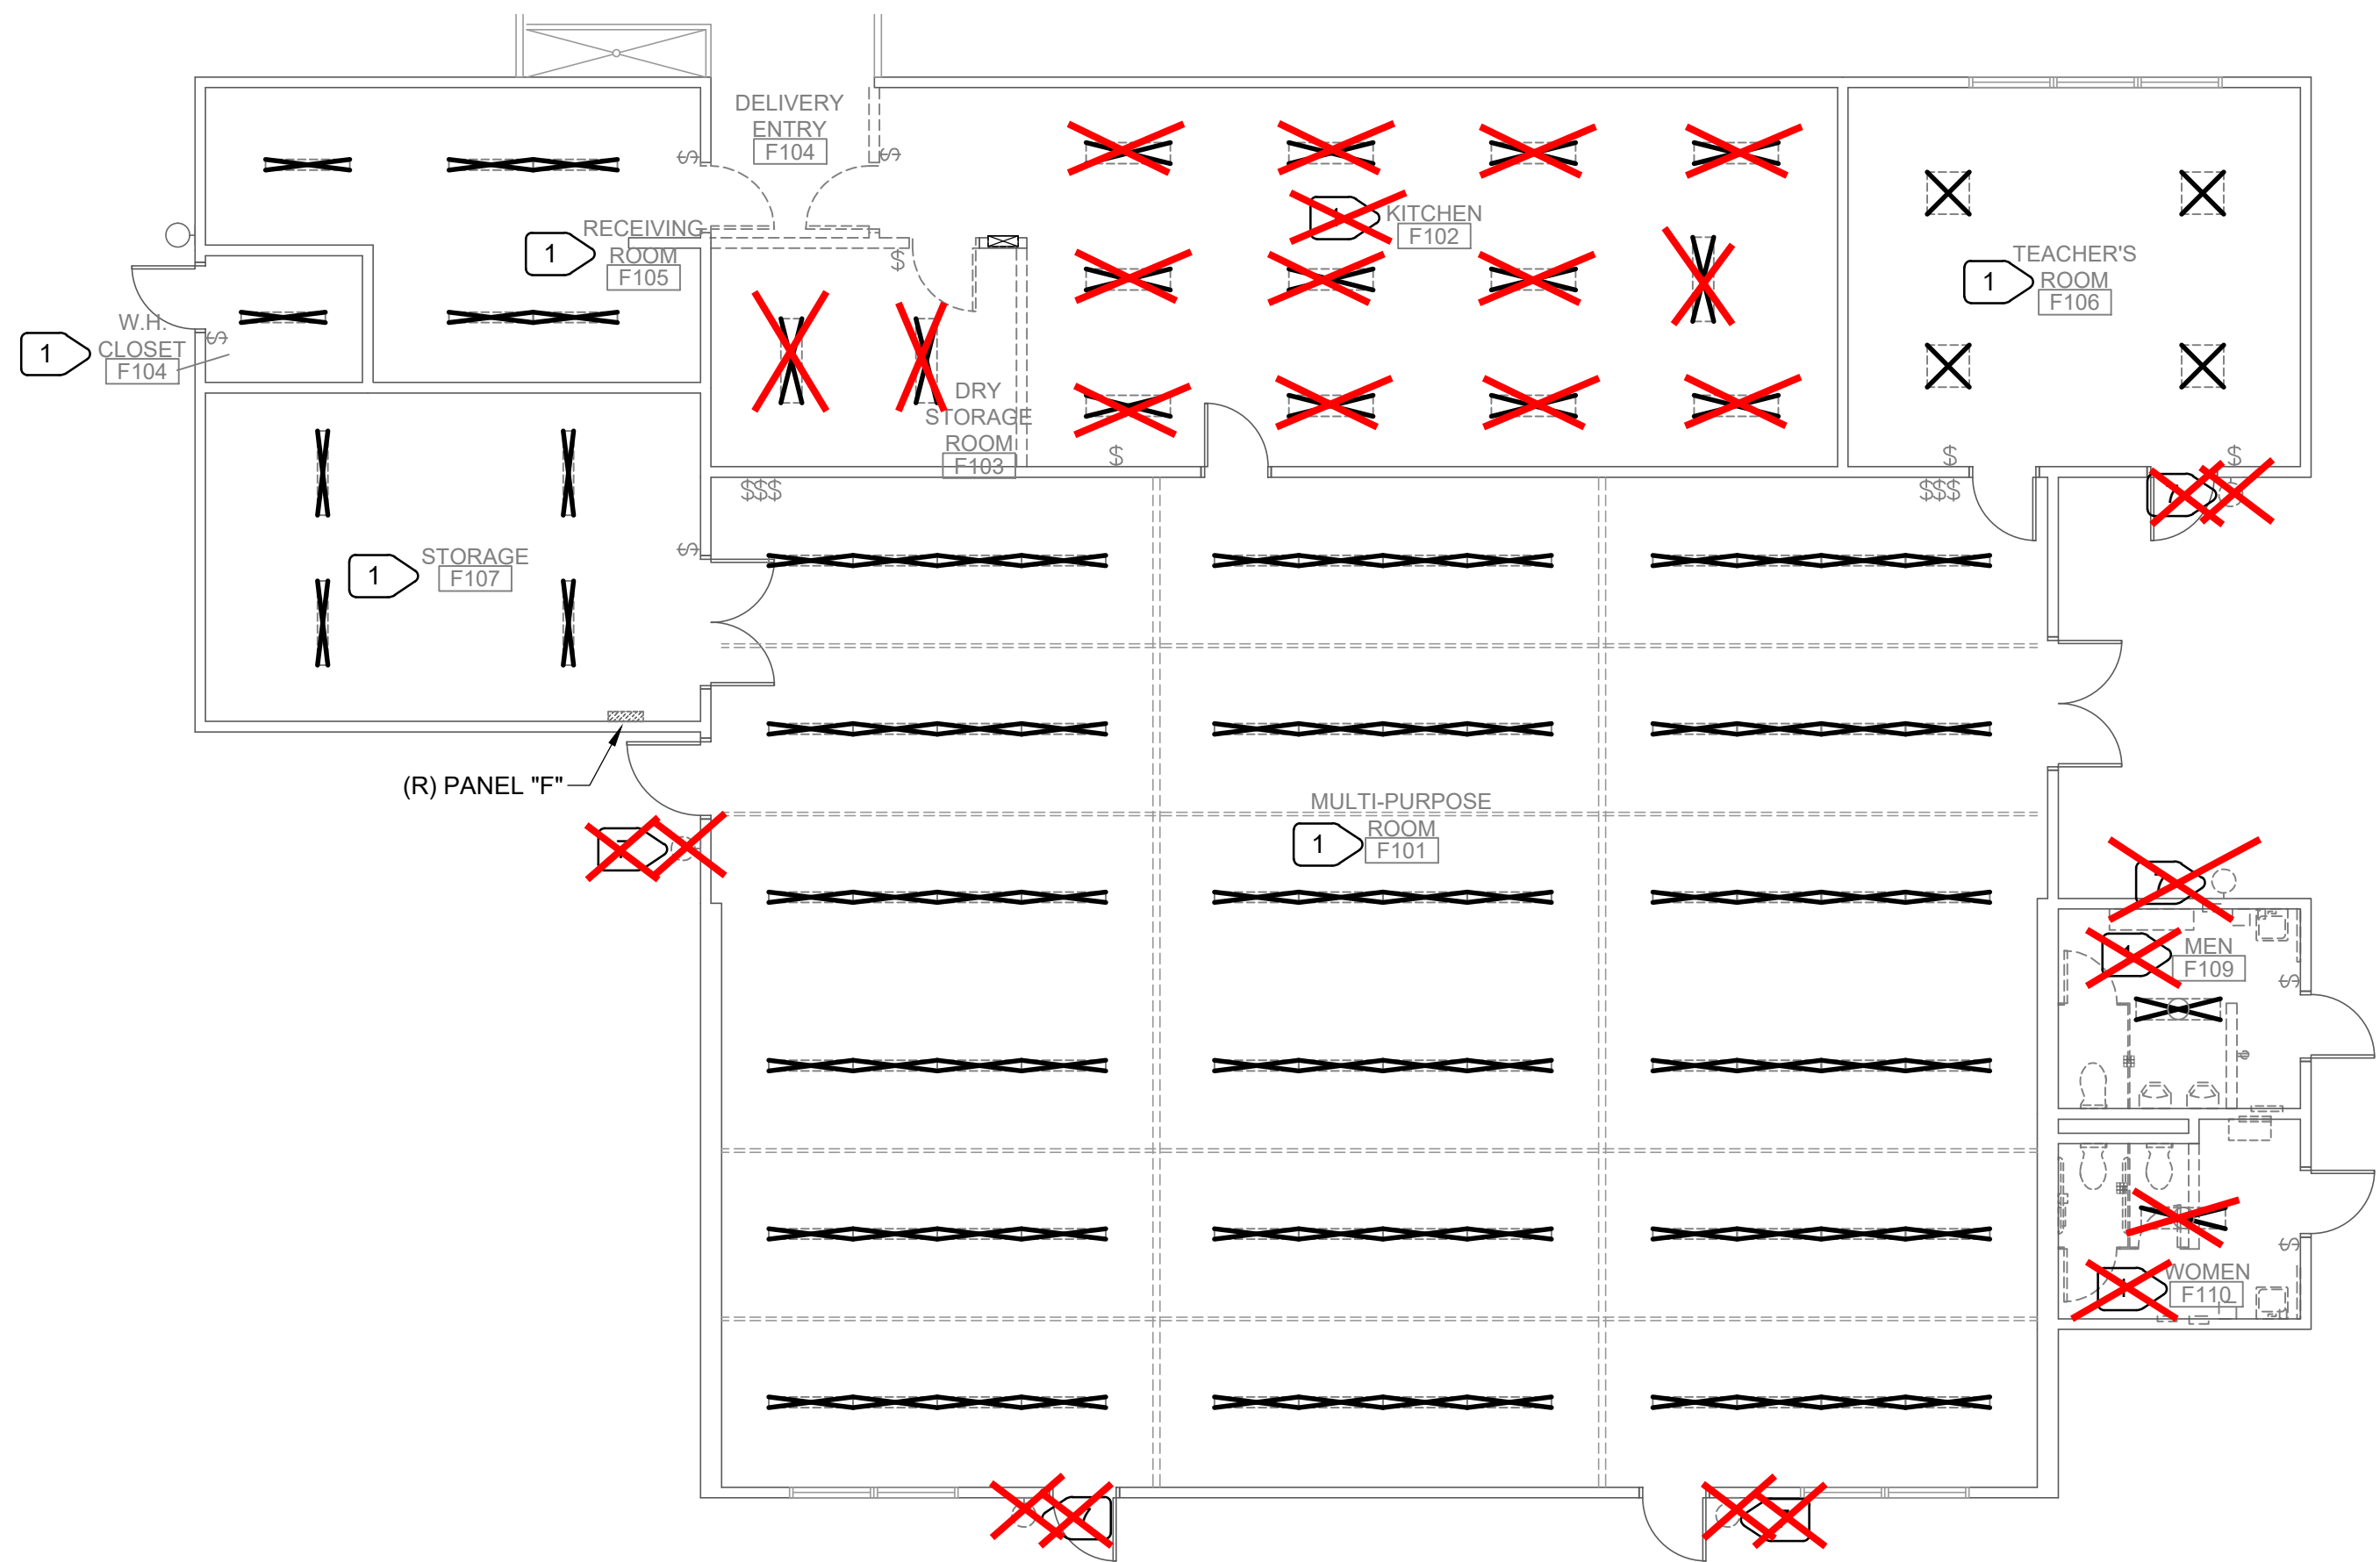 DELIVERY
ENTRY
F104
$
$
KITCHEN
F102
RECEIVING
ROOM
F105
1
$
TEACHER'S
ROOM
F106
1
W.H.
CLOSET
F104
1
$
DRY
STORAGE
ROOM
F103
$
$
$
$$$
$$$
STORAGE
F107
1
$
(R) PANEL "F"
MULTI-PURPOSE
ROOM
F101
1
MEN
F109
$
$
WOMEN
F110